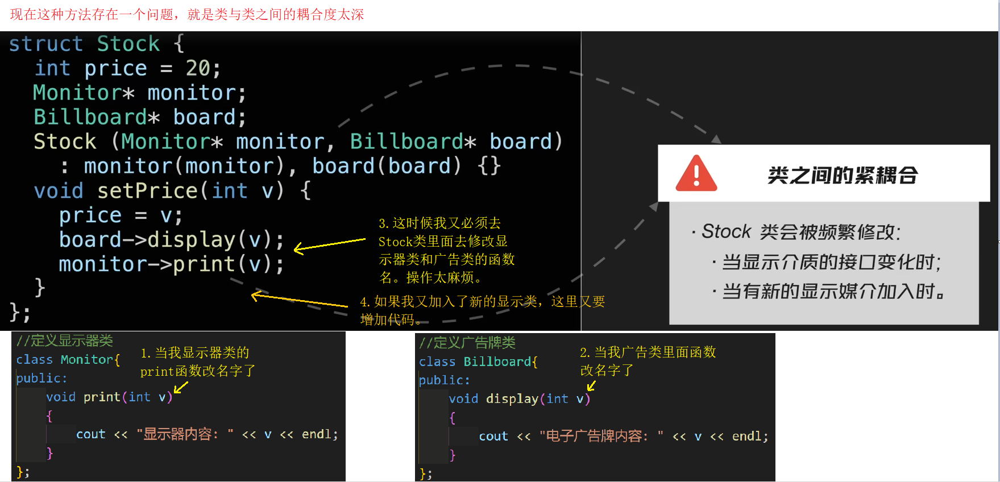 现在这种方法存在一个问题，就是类与类之间的耦合度太深
struct Stock {
int price = 20;
Monitor* monitor;
Billboard* board;
Stock (Monitor* monitor, Billboard* board)
: monitor(monitor), board(board) {}
void setPrice(int v) {
price = v;
board->display(v);
monitor->print(v);
}
};
3.这时候我又必须去
Stock类里面去修改显
示器类和广告类的函数
名。操作太麻烦。
4.如果我又加入了新的显示类，这里又要
增加代码。
类之间的紧耦合
·Stock 类会被频繁修改：
·当显示介质的接口变化时；
·当有新的显示媒介加入时。
//定义显示器类
class Monitor{
public:
void print(int v)
{
cout << "显示器内容: " << v << endl;
}
};
1.当我显示器类的
print函数改名字了
//定义广告牌类
class Billboard{
public:
void display(int v)
{
cout << "电子广告牌内容: " << v << endl;
}
};
2.当我广告类里面函数
改名字了